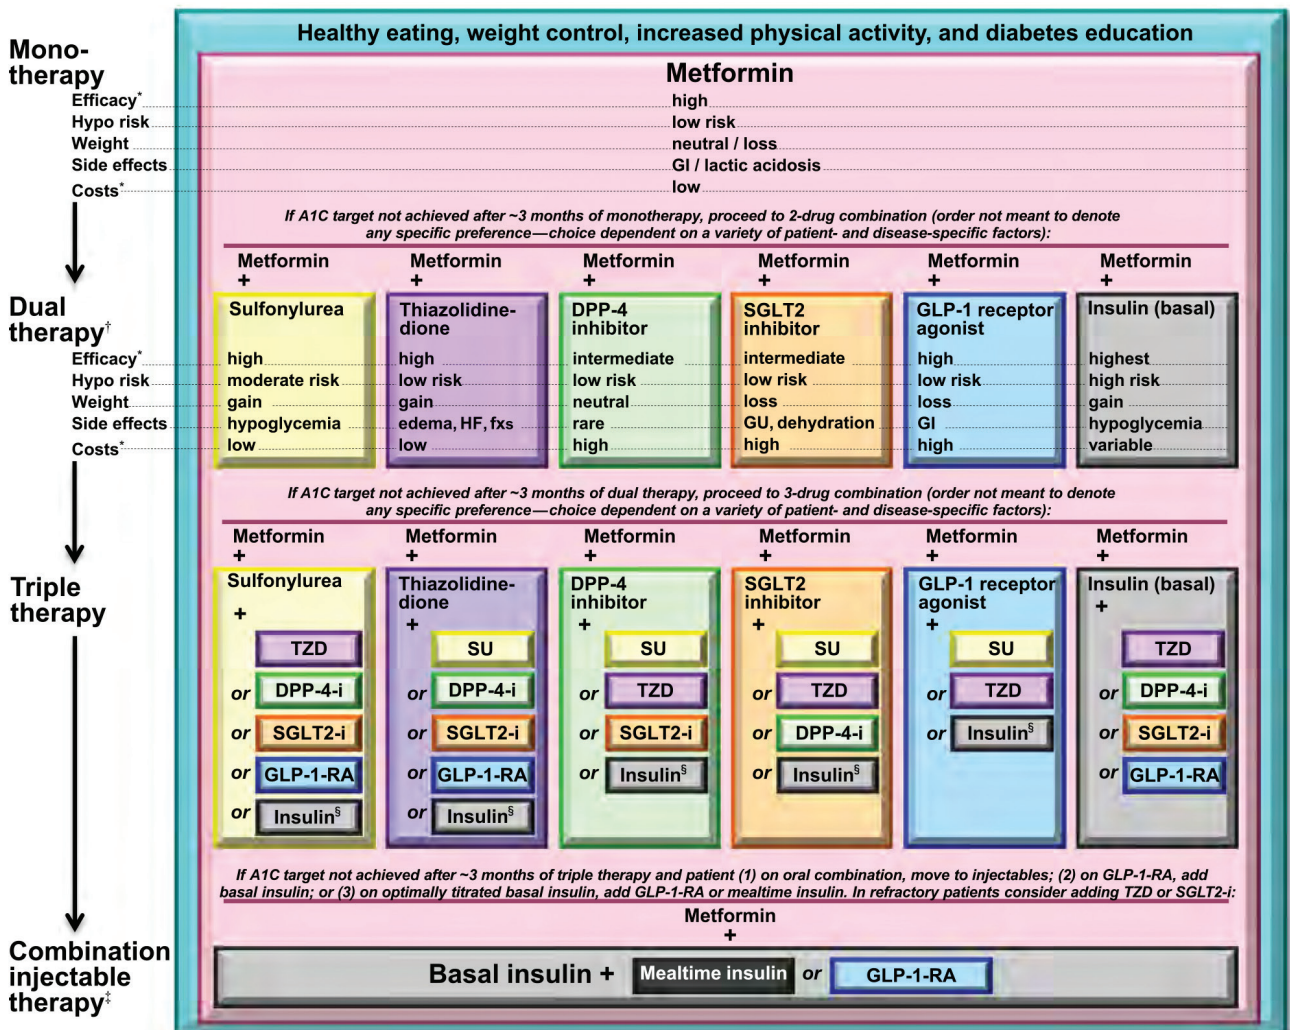 Healthy eating, weight control, increased physical activity, and diabetes education
Mono-
therapy
Metformin
Efficacy* high
Hypo risk low risk
Weight neutral / loss
Side effects GI / lactic acidosis
Costs* low
If A1C target not achieved after ~3 months of monotherapy, proceed to 2-drug combination (order not meant to denote
any specific preference—choice dependent on a variety of patient- and disease-specific factors):
Metformin Metformin Metformin Metformin Metformin Metformin
+ + + + + +
Dual
therapy†
Sulfonylurea Thiazolidine- DPP-4 SGLT2 GLP-1 receptor Insulin (basal)
dione inhibitor inhibitor agonist
Efficacy* high high intermediate intermediate high highest
Hypo risk moderate risk low risk low risk low risk low risk high risk
Weight gain gain neutral loss loss gain
Side effects hypoglycemia edema, HF, fxs rare GU, dehydration GI hypoglycemia
Costs* low low high high high variable
If A1C target not achieved after ~3 months of dual therapy, proceed to 3-drug combination (order not meant to denote
any specific preference—choice dependent on a variety of patient- and disease-specific factors):
Metformin Metformin Metformin Metformin Metformin Metformin
+ + + + + +
Triple
therapy
Sulfonylurea Thiazolidine- DPP-4 SGLT2 GLP-1 receptor Insulin (basal)
dione inhibitor inhibitor agonist
+ + + + + +
TZD SU SU SU SU TZD
or DPP-4-i or DPP-4-i or TZD or TZD or TZD or DPP-4-i
or SGLT2-i or SGLT2-i or SGLT2-i or DPP-4-i or Insulin§ or SGLT2-i
or GLP-1-RA or GLP-1-RA or Insulin§ or Insulin§ or GLP-1-RA
or Insulin§ or Insulin§
If A1C target not achieved after ~3 months of triple therapy and patient (1) on oral combination, move to injectables; (2) on GLP-1-RA, add
basal insulin; or (3) on optimally titrated basal insulin, add GLP-1-RA or mealtime insulin. In refractory patients consider adding TZD or SGLT2-i:
Metformin
+
Combination
injectable
therapy‡
Basal insulin + Mealtime insulin or GLP-1-RA